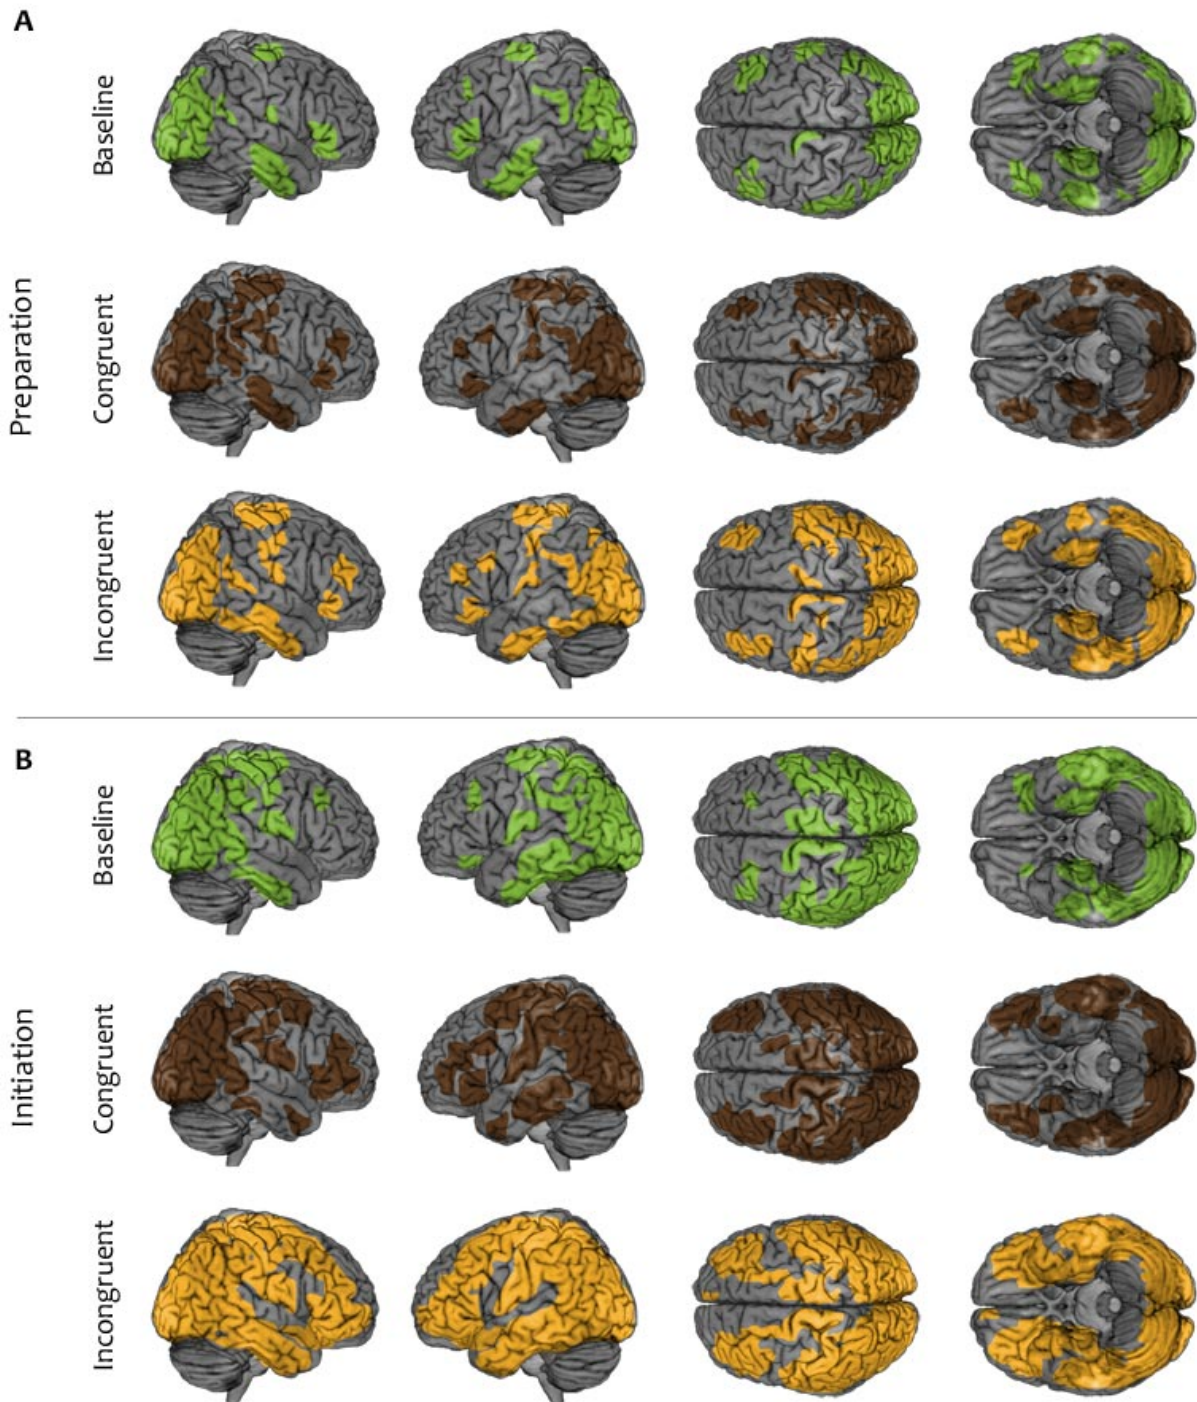 A
Preparation
Baseline
Congruent
Incongruent
B
Initiation
Baseline
Congruent
Incongruent